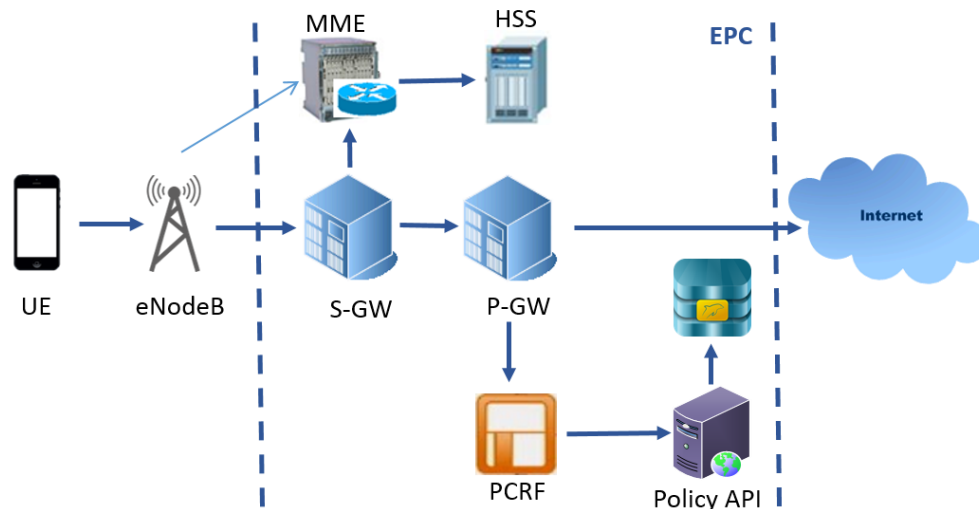 MME
HSS
EPC
Internet
UE
eNodeB
S-GW
P-GW
PCRF
Policy API